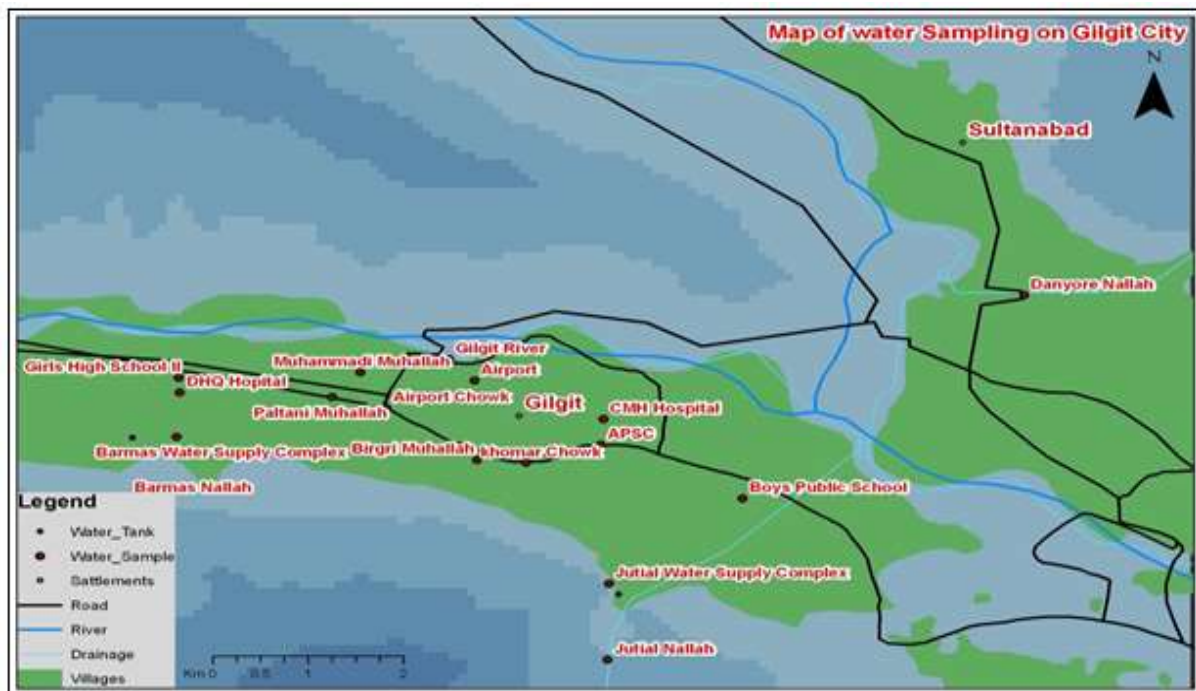 Map of water Sampling on Gilgit City
N
Sultanabad
Danyore Nallah
Gilgit River
Muhammadi Muhallah
Airport
Girls High School II
DHQ Hopital
Airport Chowk
Gilgit
Paltani Muhallah
CMH Hospital
APSC
Barmas Water Supply Complex
Birgri Muhallah
khomar Chowk
Barmas Nallah
Boys Public School
Jutial Water Supply Complex
Jutial Nallah
Legend
Water_Tank
Water_Sample
Sattlements
Road
River
Drainage
Villages
Km 0 0.5 1 2